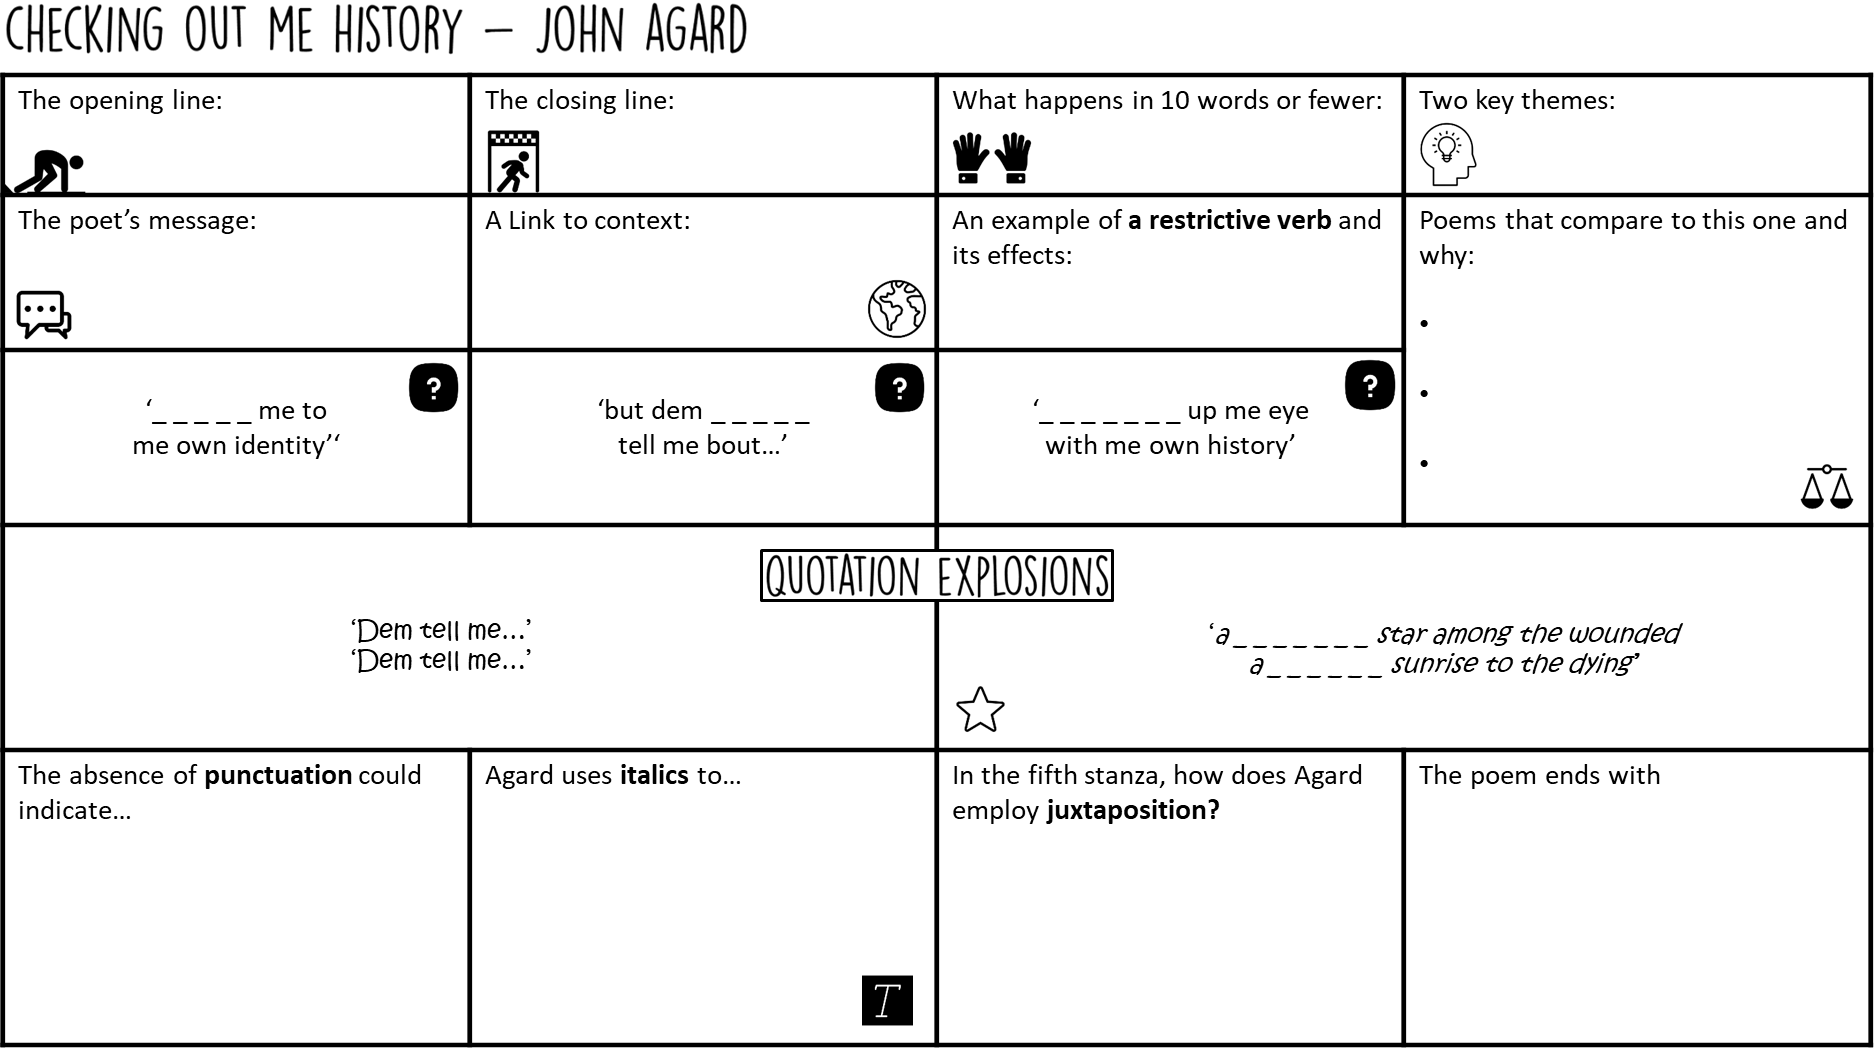 CHECKING OUT ME HISTORY – JOHN AGARD
The opening line:
The closing line:
What happens in 10 words or fewer:
Two key themes:
The poet’s message:
A Link to context:
An example of a restrictive verb and
its effects:
Poems that compare to this one and
why:
•
•
•
‘_ _ _ _ _ me to
me own identity’‘
?
‘but dem _ _ _ _ _
tell me bout…’
?
‘_ _ _ _ _ _ _ up me eye
with me own history’
?
QUOTATION EXPLOSIONS
‘Dem tell me…’
‘Dem tell me…’
‘a _ _ _ _ _ _ _ star among the wounded
a _ _ _ _ _ _ sunrise to the dying’
The absence of punctuation could
indicate…
Agard uses italics to…
T
In the fifth stanza, how does Agard
employ juxtaposition?
The poem ends with